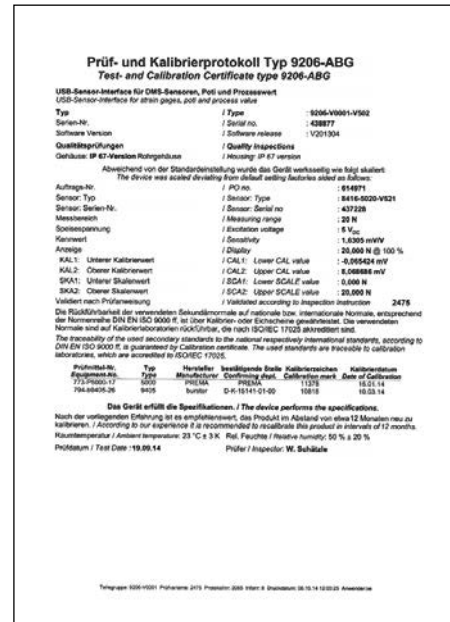 Prüf- und Kalibrierprotokoll Typ 9206-ABG
Test- and Calibration Certificate type 9206-ABG
USB-Sensor-Interface für DMS-Sensoren, Poti und Prozesswert
USB-Sensor-Interface for strain gages, poti and process value
Typ / Type : 9206-V0001-V502
Serien-Nr. / Serial no. : 438877
Software Version / Software release : V201304
Qualitätsprüfungen / Quality inspections
Gehäuse: IP 67-Version Rohrgehäuse / Housing: IP 67 version
Abweichend von der Standardeinstellung wurde das Gerät werksseitig wie folgt skaliert:
The device was scaled deviating from default setting factories sided as follows:
Auftrags-Nr. / PO no. : 614971
Sensor: Typ / Sensor: Type : 8416-5020-V521
Sensor: Serien-Nr. / Sensor: Serial no : 437228
Messbereich / Measuring range : 20 N
Speisespannung / Excitation voltage : 5 VDC
Kennwert / Sensitivity : 1,0305 mV/V
Anzeige / Display : 20,000 N @ 100 %
KAL1: Unterer Kalibrierwert / CAL1: Lower CAL value : -0,055424 mV
KAL2: Oberer Kalibrierwert / CAL2: Upper CAL value :
SKA1: Unterer Skalenwert / SCA1: Lower SCALE value : 0,000 N
SKA2: Oberer Skalenwert / SCA2: Upper SCALE value : 20,000 N
Validiert nach Prüfanweisung / Validated according to Inspection Instruction 2475
Die Rückführbarkeit der verwendeten Sekundärnormale auf nationale bzw. internationale Normale, entsprechend
der Normenreihe DIN EN ISO 9000 ff, ist über Kalibrier- oder Eichscheine gewährleistet. Die verwendeten
Normale sind auf Kalibrierlaboratorien rückführbar, die nach ISO/IEC 17025 akkreditiert sind.
The traceability of the used secondary standards to the national respectively international standards, according to
DIN EN ISO 9000 ff, is guaranteed by Calibration certificate. The used standards are traceable to calibration
laboratories, which are accredited to ISO/IEC 17025.
Prüfmittel-Nr. Typ Hersteller bestätigende Stelle Kalibrierzeichen Kalibrierdatum
Equipment-No. Type Manufacturer Confirming dept. Calibration mark Date of Calibration
773-P5000-17 5000 PREMA PREMA 11375 15.01.14
9405 burster D-K-15141-01-00 10818 10.03.14
Das Gerät erfüllt die Spezifikationen. / The device performs the specifications.
Nach der vorliegenden Erfahrung ist es empfehlenswert, das Produkt im Abstand von etwa 12 Monaten neu zu
kalibrieren. / According to our experience it is recommended to recalibrate this product in intervals of 12 months.
Raumtemperatur / Ambient temperature: 23 °C ± 3 K Rel. Feuchte / Relative humidity: 50 % ± 20 %
Prüfdatum / Test Date : 19.09.14 Prüfer / Inspector: W. Schätzle